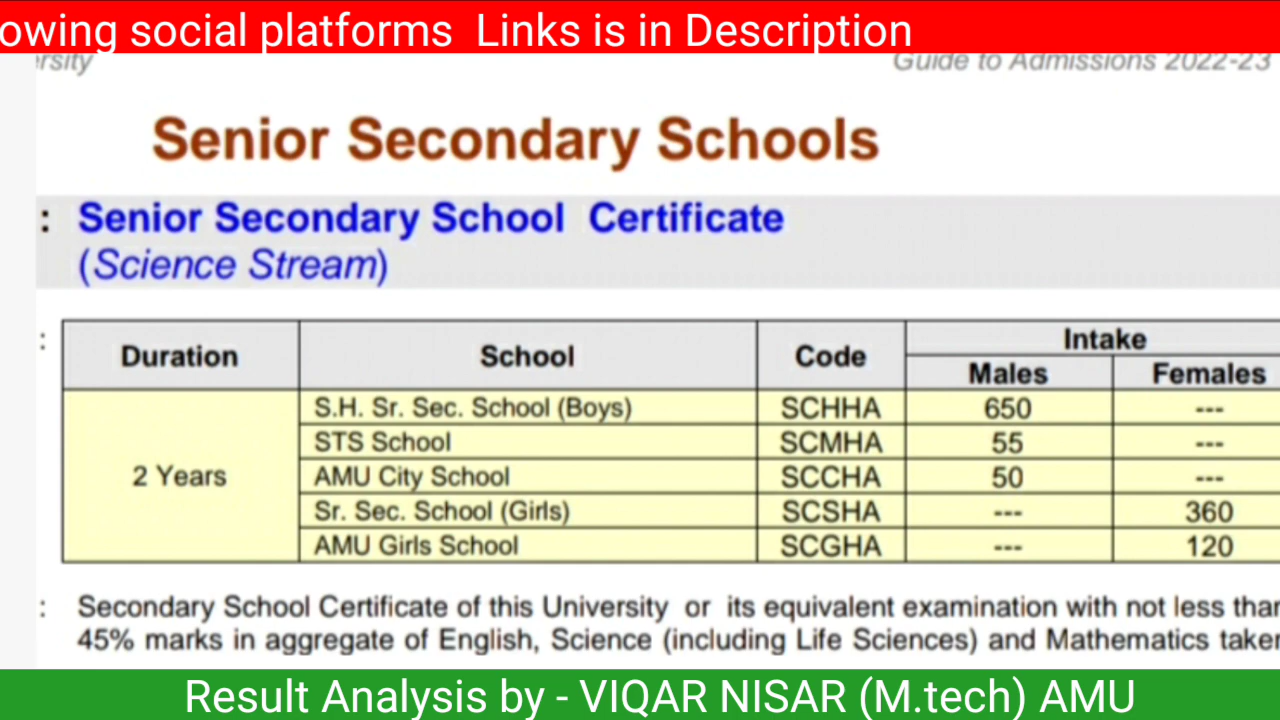 owing social platforms Links is in Description
rsity Guide to Admissions 2022-23
Senior Secondary Schools
: Senior Secondary School Certificate
(Science Stream)
:
Duration School Code Intake
Males Females
S.H. Sr. Sec. School (Boys) SCHHA 650 ---
STS School SCMHA 55 ---
2 Years AMU City School SCCHA 50 ---
Sr. Sec. School (Girls) SCSHA --- 360
AMU Girls School SCGHA --- 120
: Secondary School Certificate of this University or its equivalent examination with not less than
45% marks in aggregate of English, Science (including Life Sciences) and Mathematics taken
Result Analysis by - VIQAR NISAR (M.tech) AMU